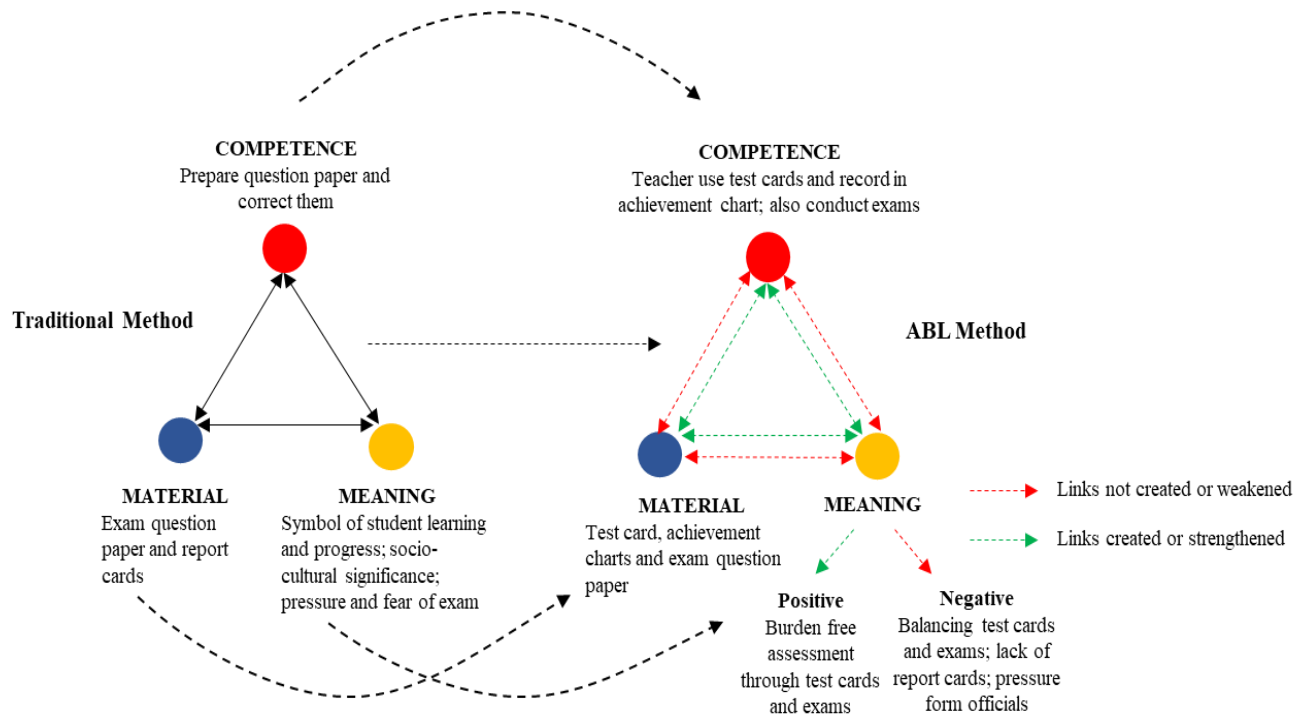 COMPETENCE
Prepare question paper and
correct them
COMPETENCE
Teacher use test cards and record in
achievement chart; also conduct exams
Traditional Method
ABL Method
MATERIAL
Exam question
paper and report
cards
MEANING
Symbol of student learning
and progress; socio-
cultural significance;
pressure and fear of exam
MATERIAL
Test card, achievement
charts and exam question
paper
MEANING
Links not created or weakened
Links created or strengthened
Positive
Burden free
assessment
through test cards
and exams
Negative
Balancing test cards
and exams; lack of
report cards; pressure
form officials